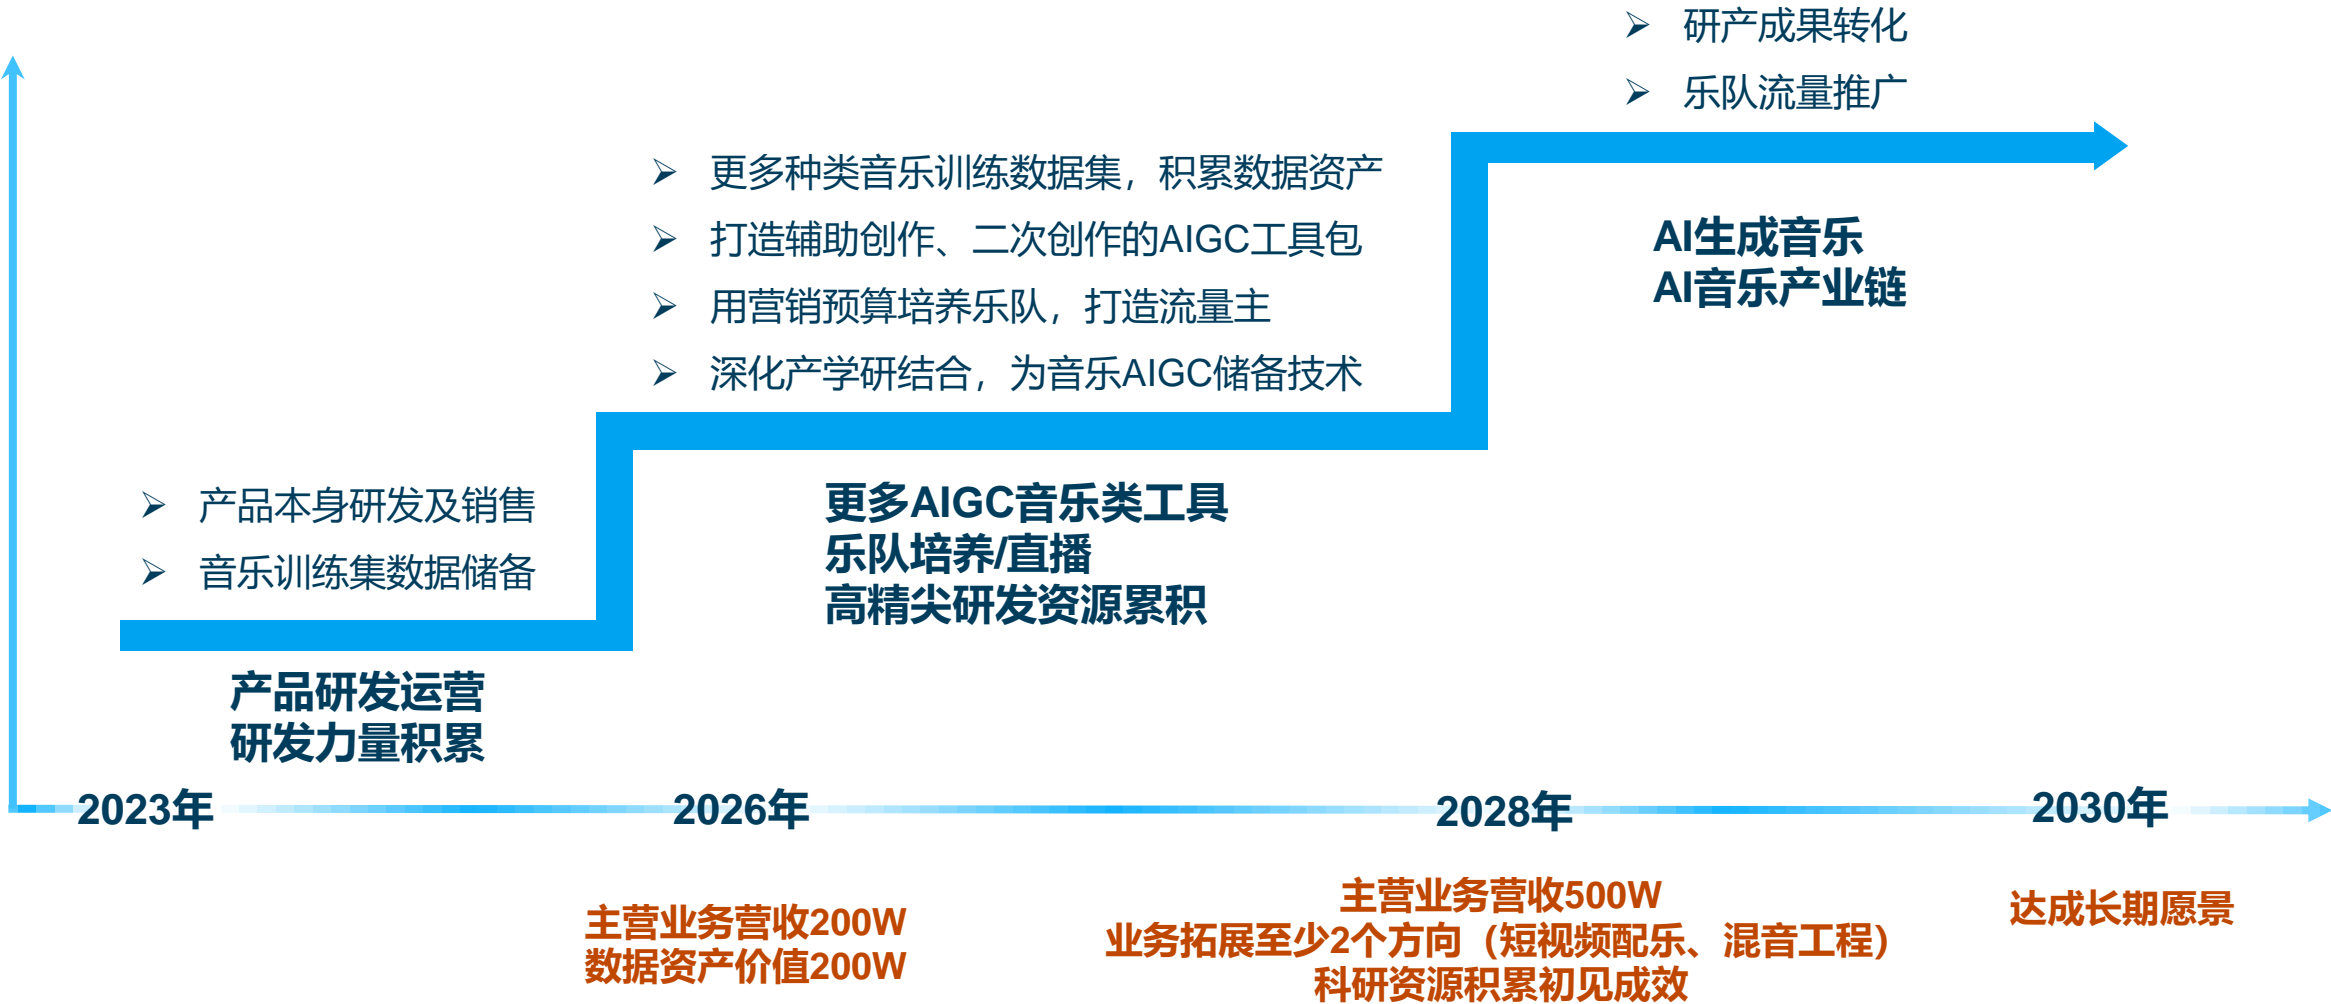 研产成果转化
乐队流量推广
更多种类音乐训练数据集，积累数据资产
打造辅助创作、二次创作的AIGC工具包
用营销预算培养乐队，打造流量主
深化产学研结合，为音乐AIGC储备技术
AI生成音乐
AI音乐产业链
产品本身研发及销售
音乐训练集数据储备
更多AIGC音乐类工具
乐队培养/直播
高精尖研发资源累积
产品研发运营
研发力量积累
2023年
2026年
2028年
2030年
主营业务营收200W
数据资产价值200W
主营业务营收500W
业务拓展至少2个方向（短视频配乐、混音工程）
科研资源积累初见成效
达成长期愿景